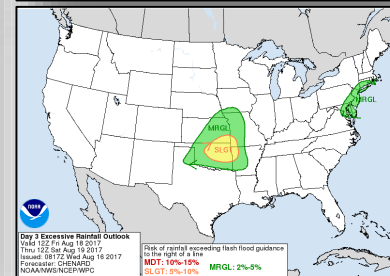 MRGL
MRGL
SLGT
noaa
Day 3 Excessive Rainfall Outlook
Valid 12Z Fri Aug 18 2017
Thru 12Z Sat Aug 19 2017
Issued: 0817Z Wed Aug 16 2017
Forecaster: CHENARD
NOAA/NWS/NCEP/WPC
Risk of rainfall exceeding flash flood guidance
to the right of a line
MDT: 10%-15%
SLGT: 5%-10%
MRGL: 2%-5%